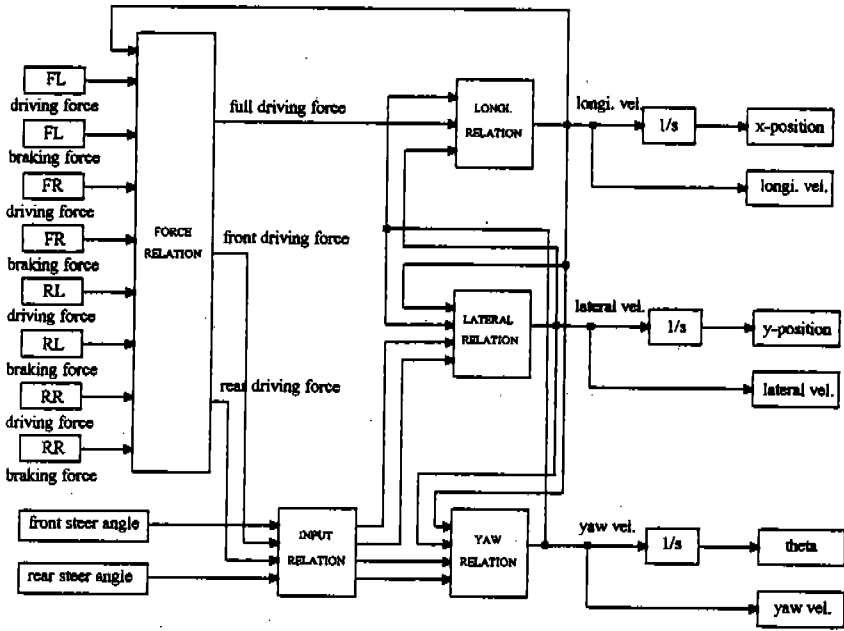 FL
driving force
FL
braking force
FR
driving force
FR
braking force
RL
driving force
RL
braking force
RR
driving force
RR
braking force
front steer angle
rear steer angle
FORCE
RELATION
full driving force
front driving force
rear driving force
INPUT
RELATION
LONGI.
RELATION
LATERAL
RELATION
YAW
RELATION
longi. vel.
1/s
x-position
longi. vel.
lateral vel.
1/s
y-position
lateral vel.
yaw vel.
1/s
theta
yaw vel.